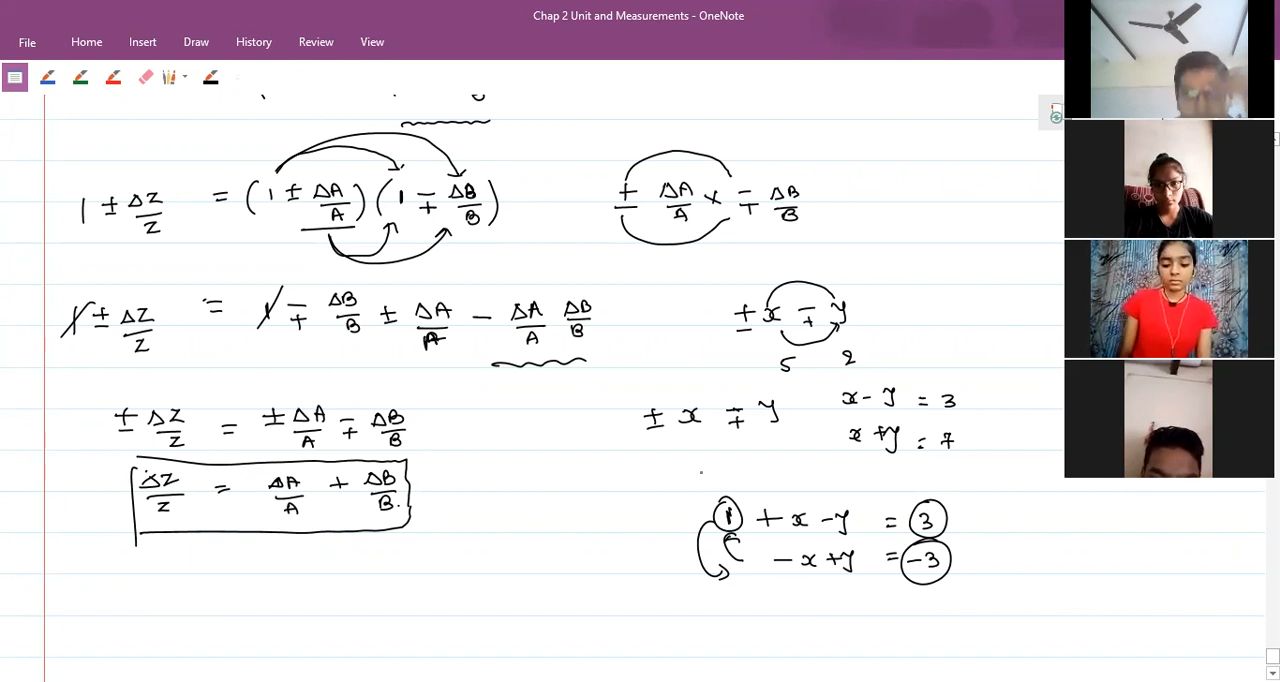 Chap 2 Unit and Measurements - OneNote
File Home Insert Draw History Review View
1 ± ΔZ/Z = (1 ± ΔA/A)(1 ∓ ΔB/B)
± ΔA/A × ∓ ΔB/B
1 ± ΔZ/Z = 1 ∓ ΔB/B ± ΔA/A - ΔA/A ΔB/B
± x ∓ y
5 2
± ΔZ/Z = ± ΔA/A ∓ ΔB/B
± x ∓ y
x - y = 3
x + y = 7
ΔZ/Z = ΔA/A + ΔB/B.
1 + x - y = 3
- x + y = -3